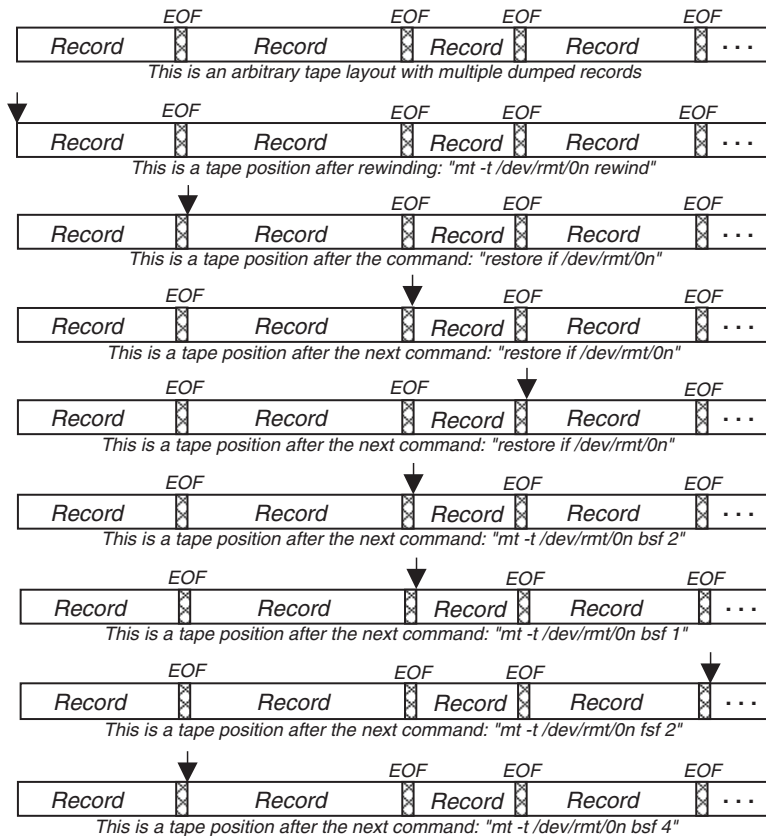 EOF EOF EOF EOF
Record Record Record Record ...
This is an arbitrary tape layout with multiple dumped records
EOF EOF EOF EOF
Record Record Record Record ...
This is a tape position after rewinding: "mt -t /dev/rmt/0n rewind"
EOF EOF EOF
Record Record Record Record ...
This is a tape position after the command: "restore if /dev/rmt/0n"
EOF EOF EOF
Record Record Record Record ...
This is a tape position after the next command: "restore if /dev/rmt/0n"
EOF EOF EOF
Record Record Record Record ...
This is a tape position after the next command: "restore if /dev/rmt/0n"
EOF EOF EOF
Record Record Record Record ...
This is a tape position after the next command: "mt -t /dev/rmt/0n bsf 2"
EOF EOF EOF
Record Record Record Record ...
This is a tape position after the next command: "mt -t /dev/rmt/0n bsf 1"
EOF EOF EOF
Record Record Record Record ...
This is a tape position after the next command: "mt -t /dev/rmt/0n fsf 2"
EOF EOF EOF
Record Record Record Record ...
This is a tape position after the next command: "mt -t /dev/rmt/0n bsf 4"